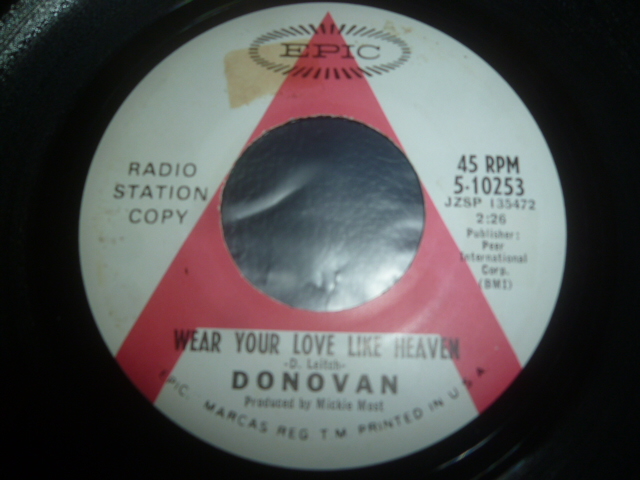 EPIC
RADIO
STATION
COPY
45 RPM
5-10253
JZSP 135472
2:26
Publisher:
Peer
International
Corp.
(BMI)
WEAR YOUR LOVE LIKE HEAVEN
-D. Leitch-
DONOVAN
Produced by Mickie Most
EPIC. MARCAS REG T M PRINTED IN U S A